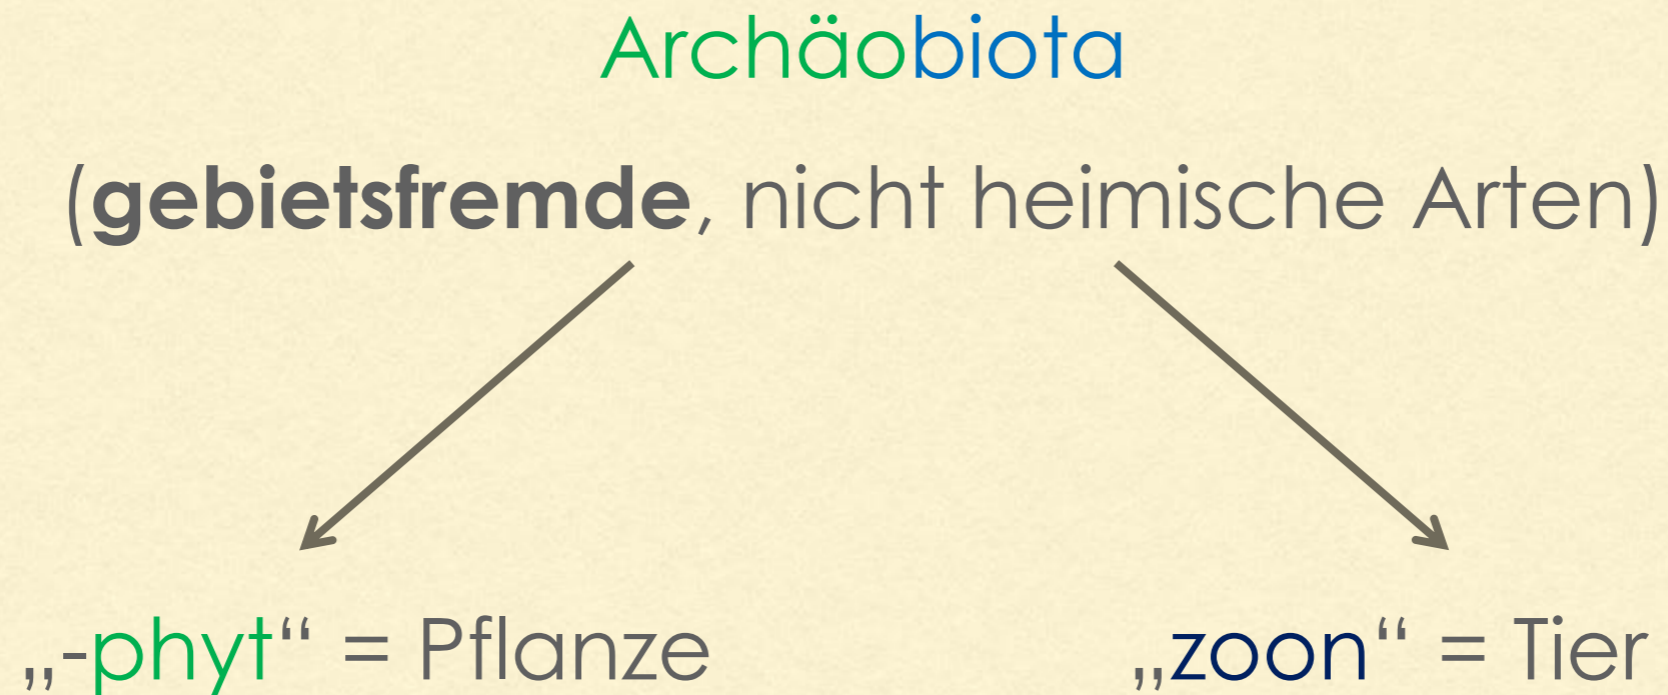 Archäobiota
(gebietsfremde, nicht heimische Arten)
„-phyt“ = Pflanze
„zoon“ = Tier